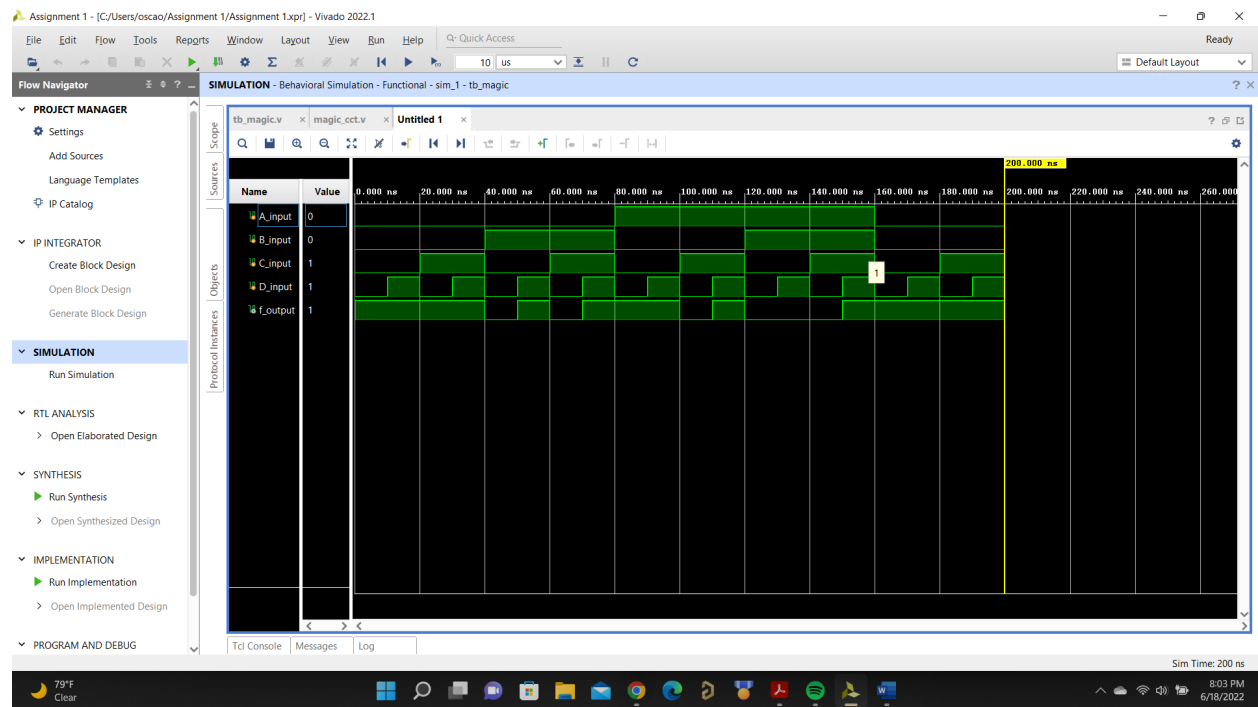 Assignment 1 - [C:/Users/oscao/Assignment 1/Assignment 1.xpr] - Vivado 2022.1
File Edit Flow Tools Reports Window Layout View Run Help Q- Quick Access Ready
10 us Default Layout
Flow Navigator ? SIMULATION - Behavioral Simulation - Functional - sim_1 - tb_magic ?
PROJECT MANAGER
Settings
Add Sources
Language Templates
IP Catalog
IP INTEGRATOR
Create Block Design
Open Block Design
Generate Block Design
SIMULATION
Run Simulation
RTL ANALYSIS
Open Elaborated Design
SYNTHESIS
Run Synthesis
Open Synthesized Design
IMPLEMENTATION
Run Implementation
Open Implemented Design
PROGRAM AND DEBUG
Scope
Sources
Objects
Protocol Instances
tb_magic.v magic_cct.v Untitled 1 ?
200.000 ns
Name Value 0.000 ns 20.000 ns 40.000 ns 60.000 ns 80.000 ns 100.000 ns 120.000 ns 140.000 ns 160.000 ns 180.000 ns 200.000 ns 220.000 ns 240.000 ns 260.000
A_input 0
B_input 0
C_input 1
1
D_input 1
f_output 1
Tcl Console Messages Log
Sim Time: 200 ns
79°F
Clear
8:03 PM
6/18/2022